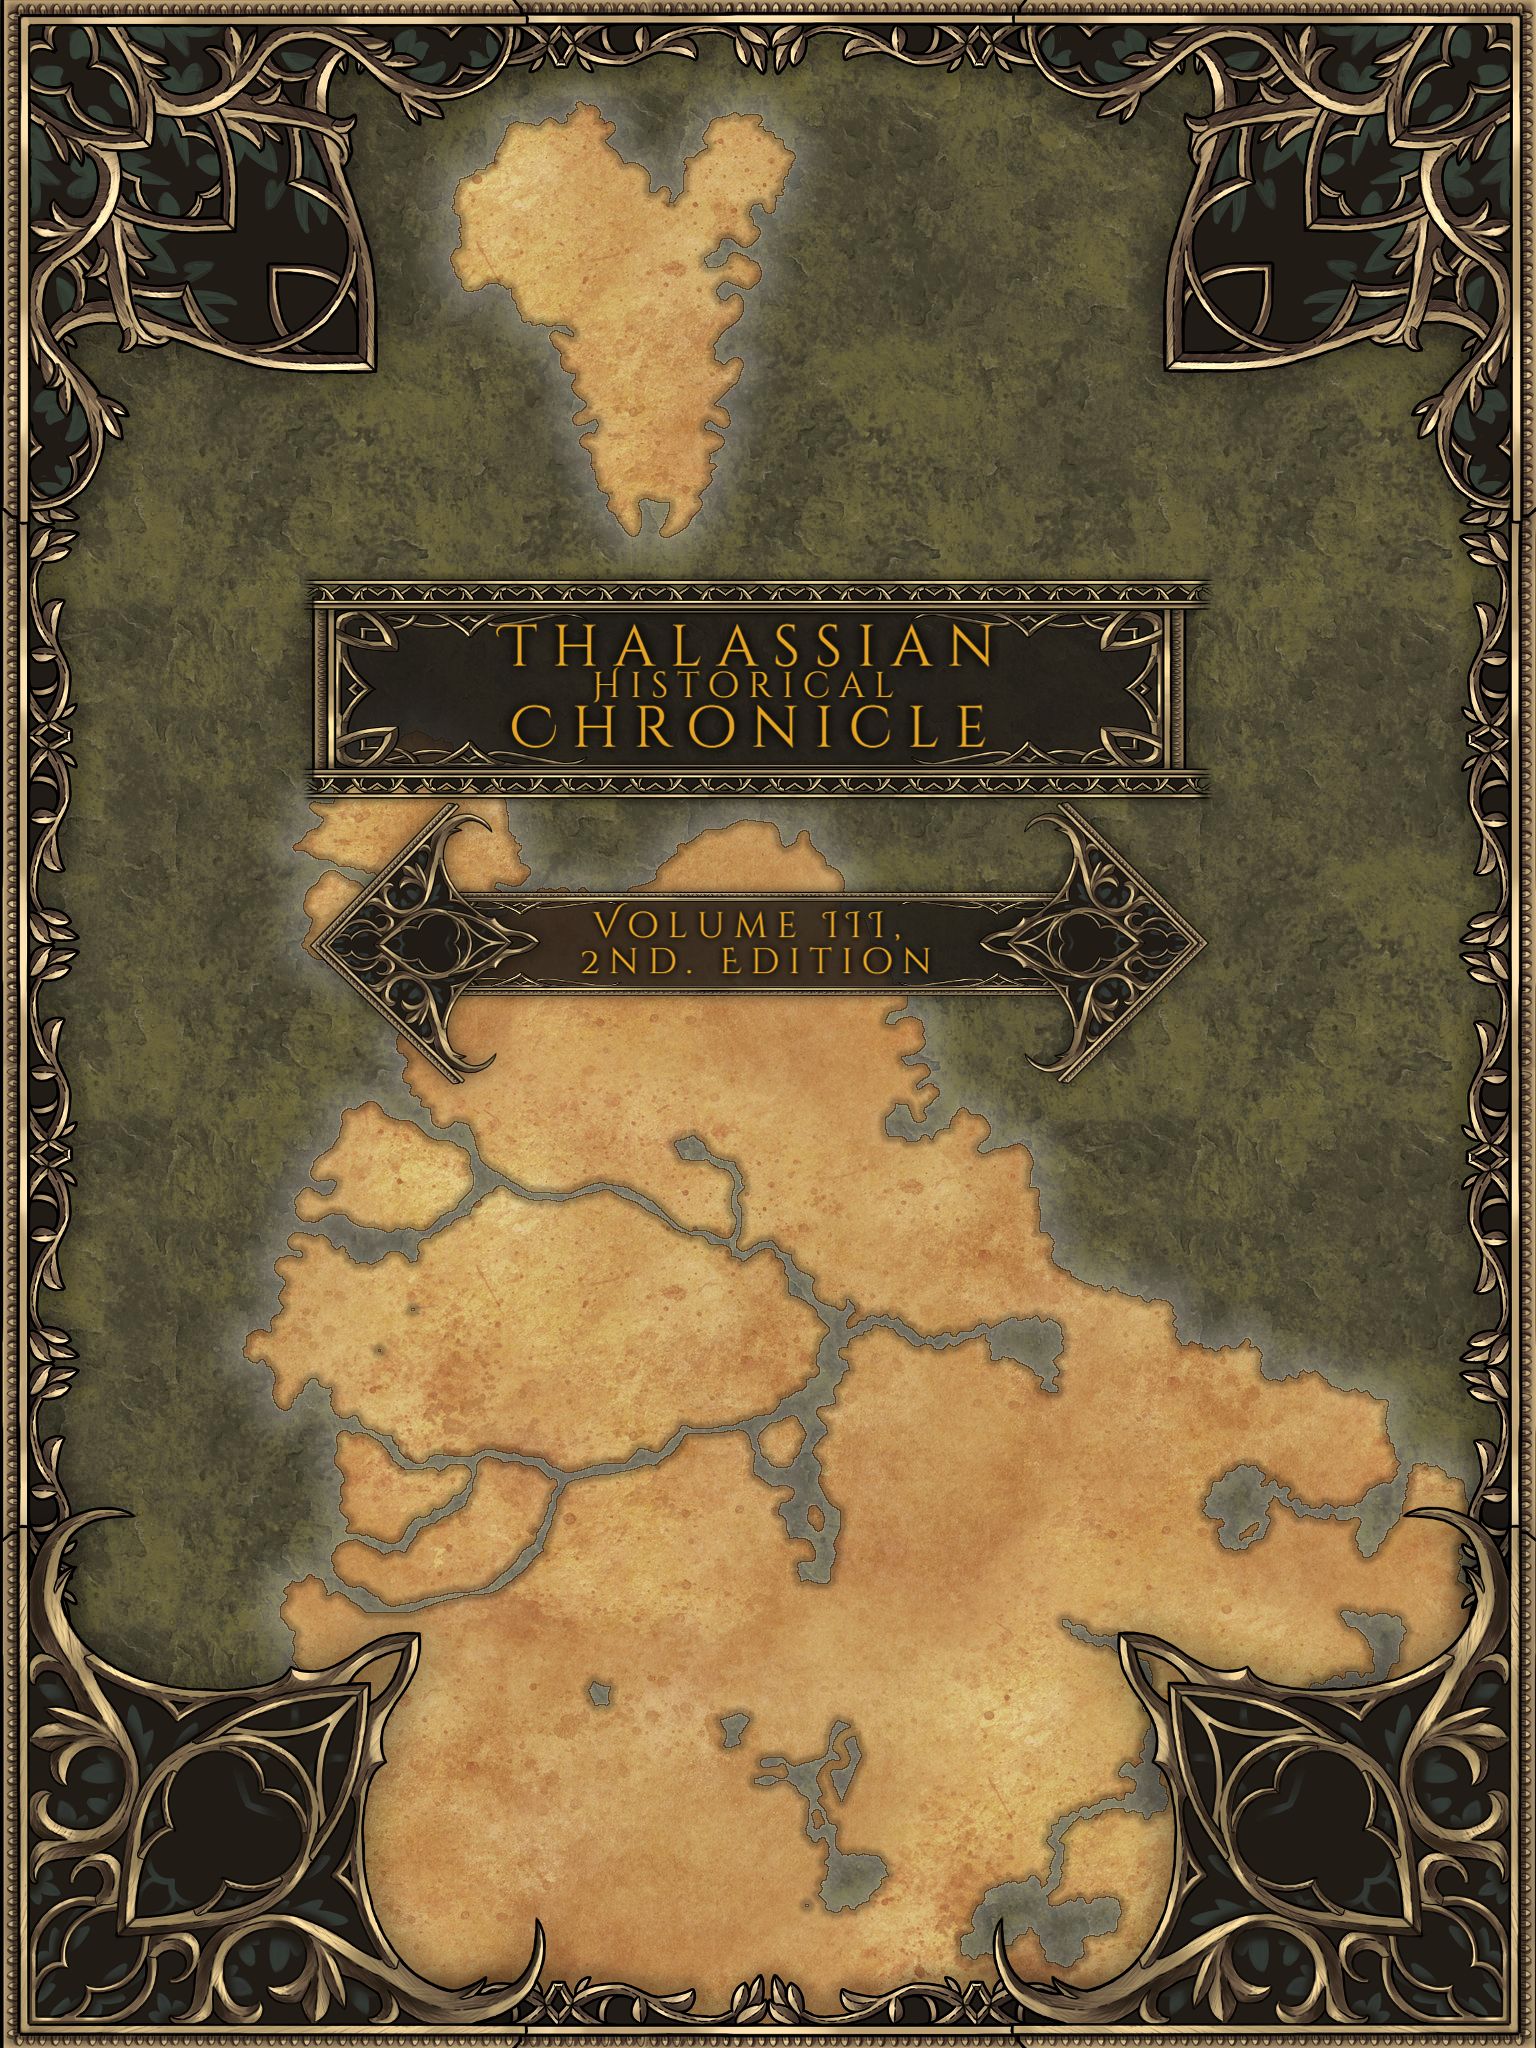 Thalassian
Historical
Chronicle
Volume III,
2nd. Edition